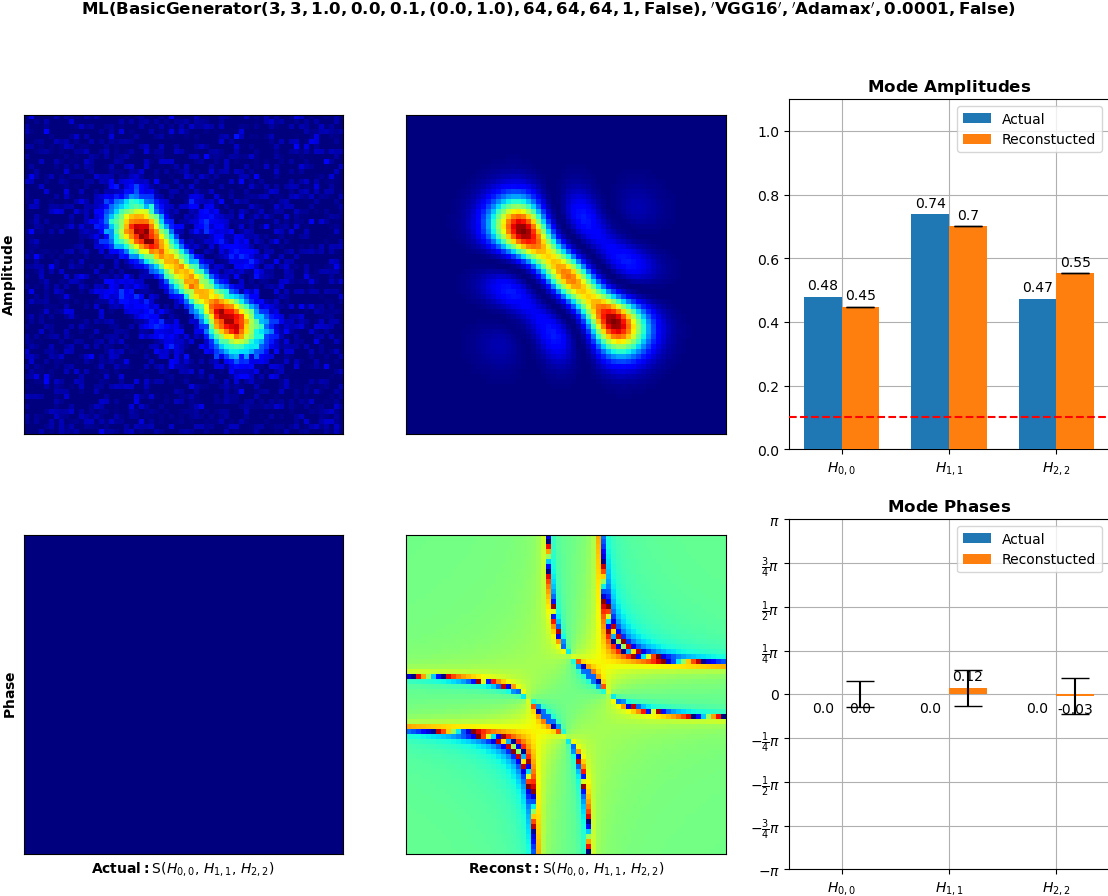 ML(BasicGenerator(3, 3, 1.0, 0.0, 0.1, (0.0, 1.0), 64, 64, 64, 1, False), 'VGG16', 'Adamax', 0.0001, False)
Amplitude
Mode Amplitudes
Actual
Reconstucted
1.0
0.8
0.6
0.4
0.2
0.0
0.48
0.45
0.74
0.7
0.47
0.55
H0,0
H1,1
H2,2
Phase
Actual: S(H0,0, H1,1, H2,2)
Reconst: S(H0,0, H1,1, H2,2)
Mode Phases
Actual
Reconstucted
π
3/4π
1/2π
1/4π
0
−1/4π
−1/2π
−3/4π
−π
0.0
0.0
0.0
0.12
0.0
-0.03
H0,0
H1,1
H2,2